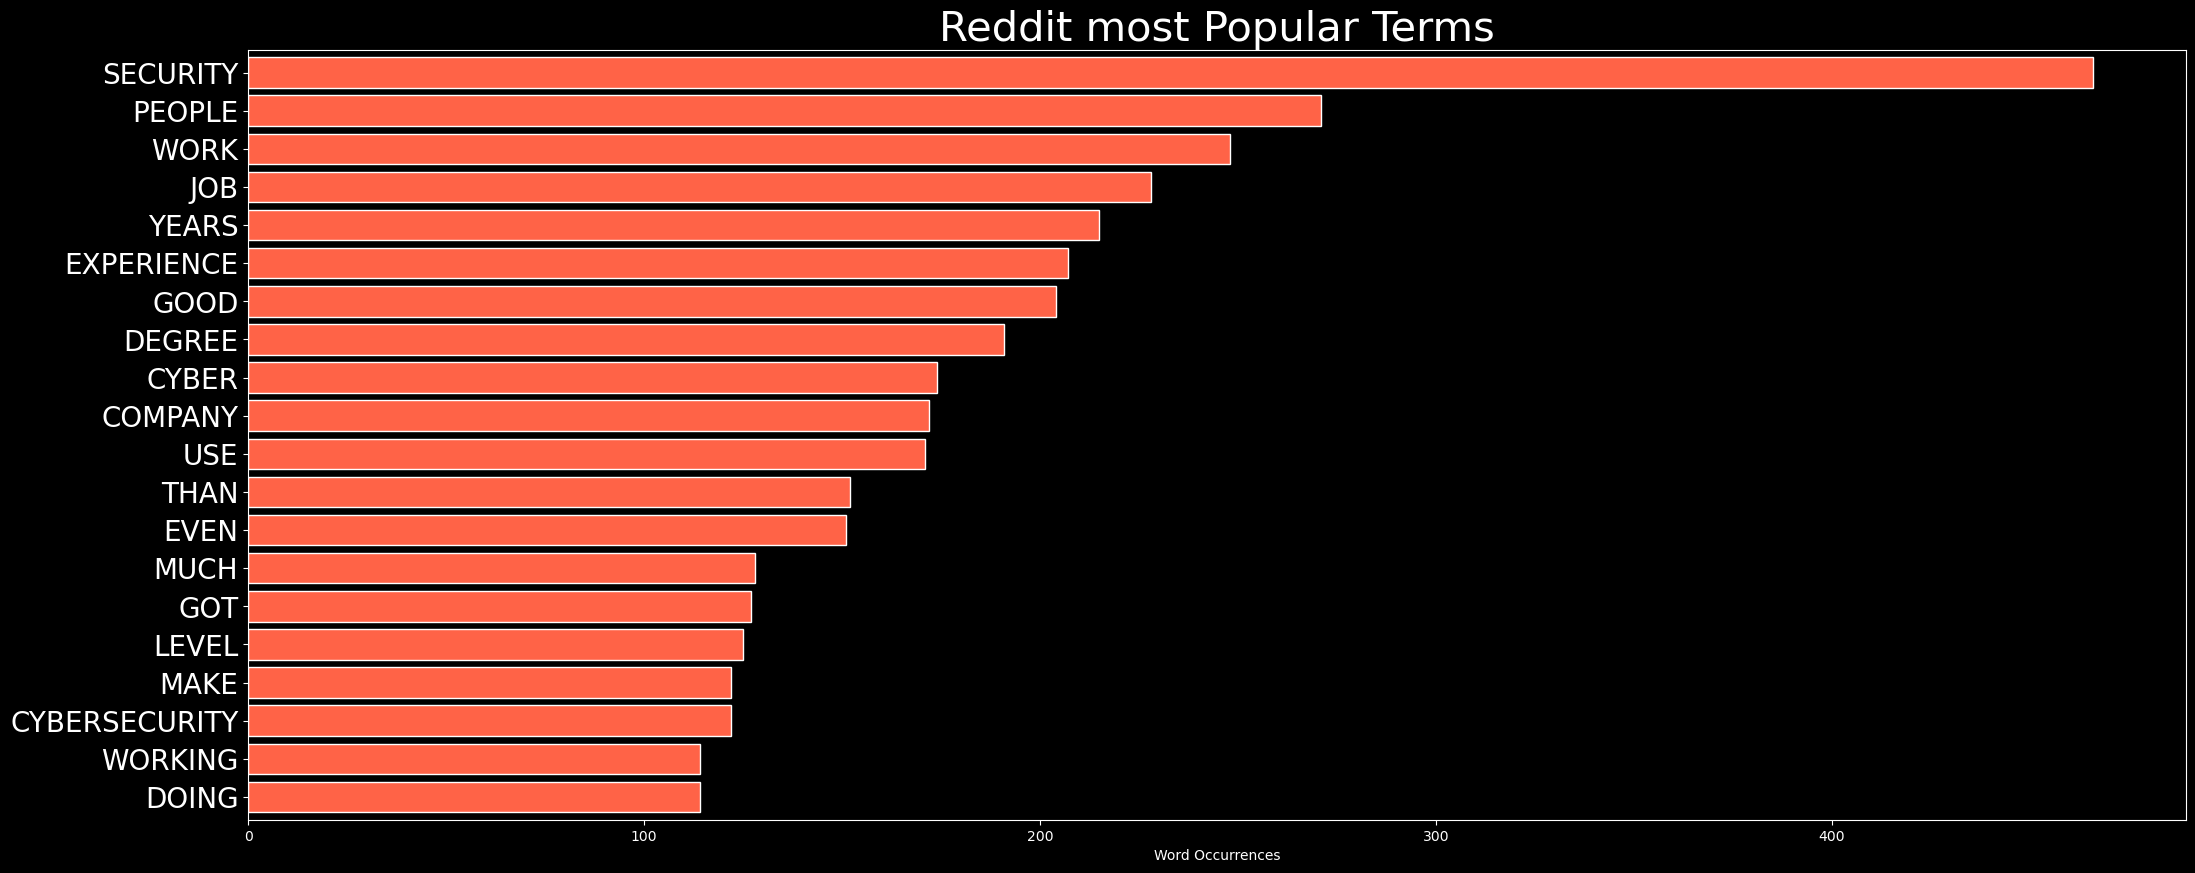 Reddit most Popular Terms
SECURITY
PEOPLE
WORK
JOB
YEARS
EXPERIENCE
GOOD
DEGREE
CYBER
COMPANY
USE
THAN
EVEN
MUCH
GOT
LEVEL
MAKE
CYBERSECURITY
WORKING
DOING
0 100 200 300 400
Word Occurrences